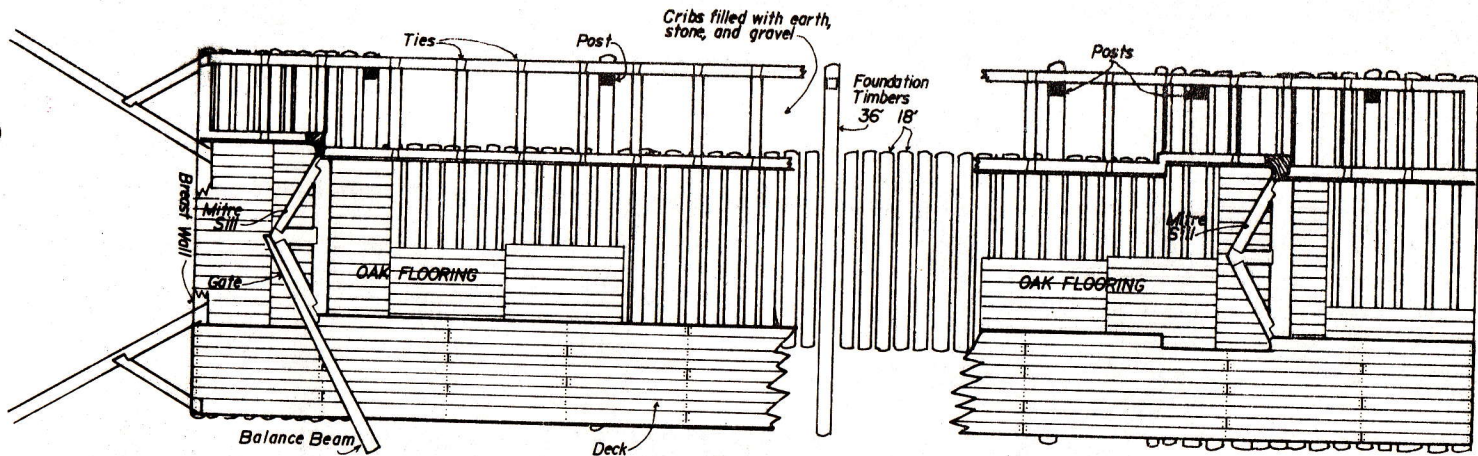 Cribs filled with earth,
stone, and gravel
Ties
Post
Posts
Foundation
Timbers
36' 18'
Breast Wall
Mitre
Sill
Gate
OAK FLOORING
Mitre
Sill
OAK FLOORING
Balance Beam
Deck